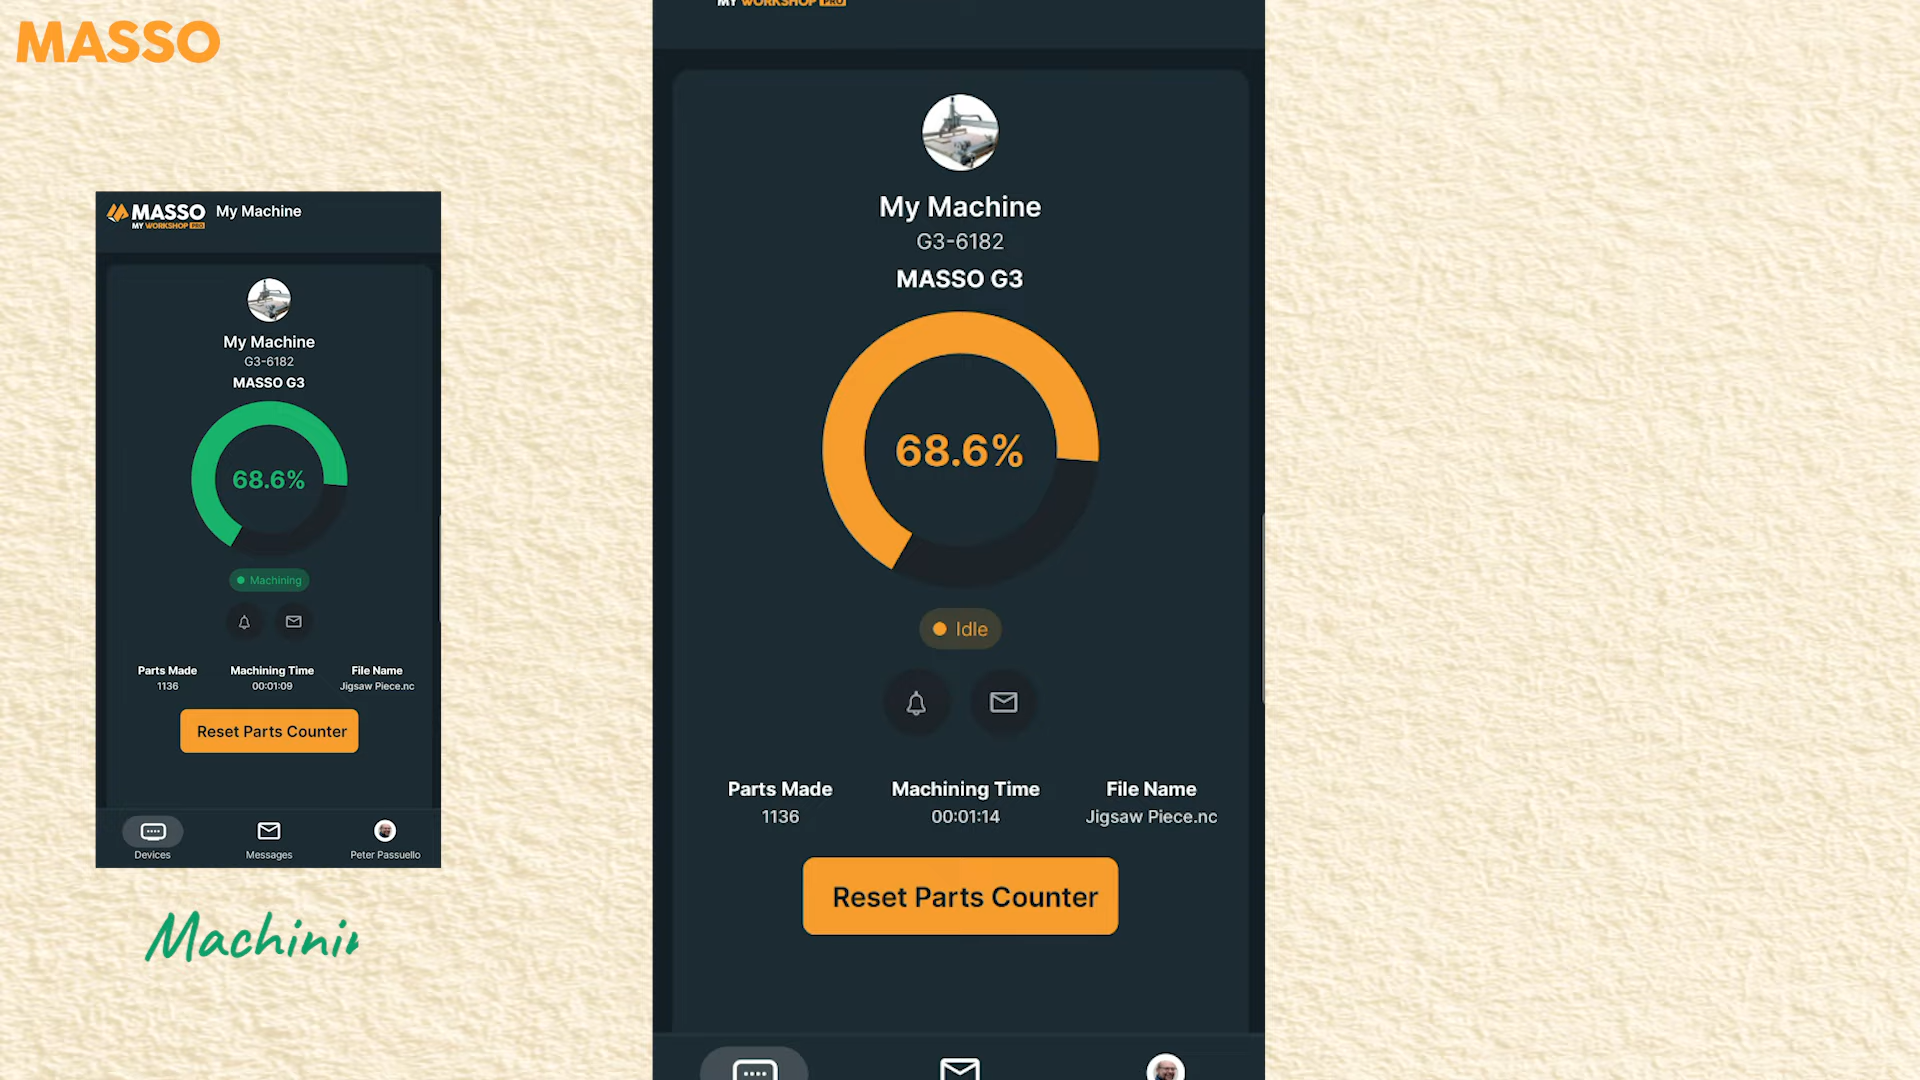 MASSO
MASSO My Machine
MY WORKSHOP PRO
My Machine
G3-6182
MASSO G3
68.6%
Machining
Parts Made Machining Time File Name
1136 00:01:09 Jigsaw Piece.nc
Reset Parts Counter
Devices Messages Peter Passuello
Machinin
MY WORKSHOP PRO
My Machine
G3-6182
MASSO G3
68.6%
Idle
Parts Made Machining Time File Name
1136 00:01:14 Jigsaw Piece.nc
Reset Parts Counter